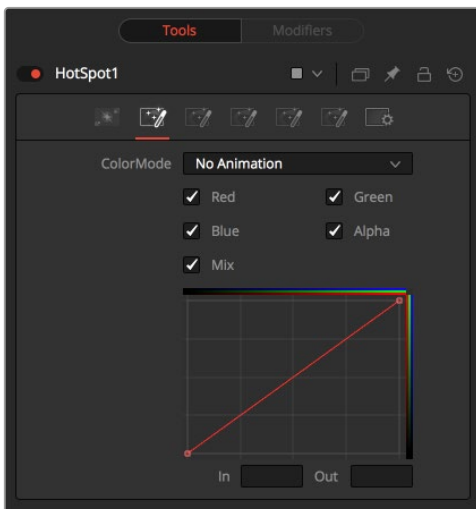 Tools Modifiers
HotSpot1
ColorMode No Animation
Red Green
Blue Alpha
Mix
In Out